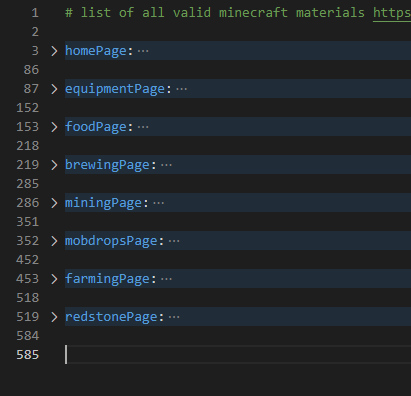 1 # list of all valid minecraft materials https
2
3 > homePage: ⋯
86
87 > equipmentPage: ⋯
152
153 > foodPage: ⋯
218
219 > brewingPage: ⋯
285
286 > miningPage: ⋯
351
352 > mobdropsPage: ⋯
452
453 > farmingPage: ⋯
518
519 > redstonePage: ⋯
584
585